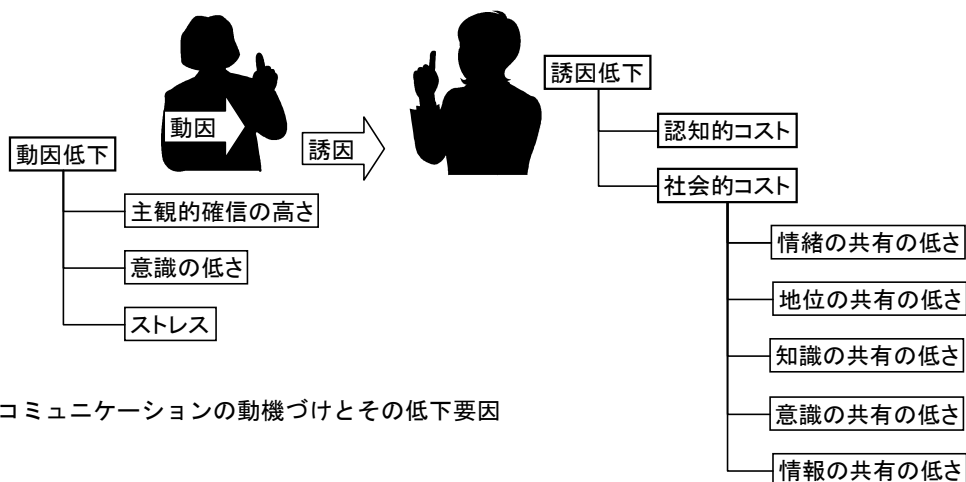 動因
誘因
動因低下
主観的確信の高さ
意識の低さ
ストレス
誘因低下
認知的コスト
社会的コスト
情緒の共有の低さ
地位の共有の低さ
知識の共有の低さ
意識の共有の低さ
情報の共有の低さ
コミュニケーションの動機づけとその低下要因